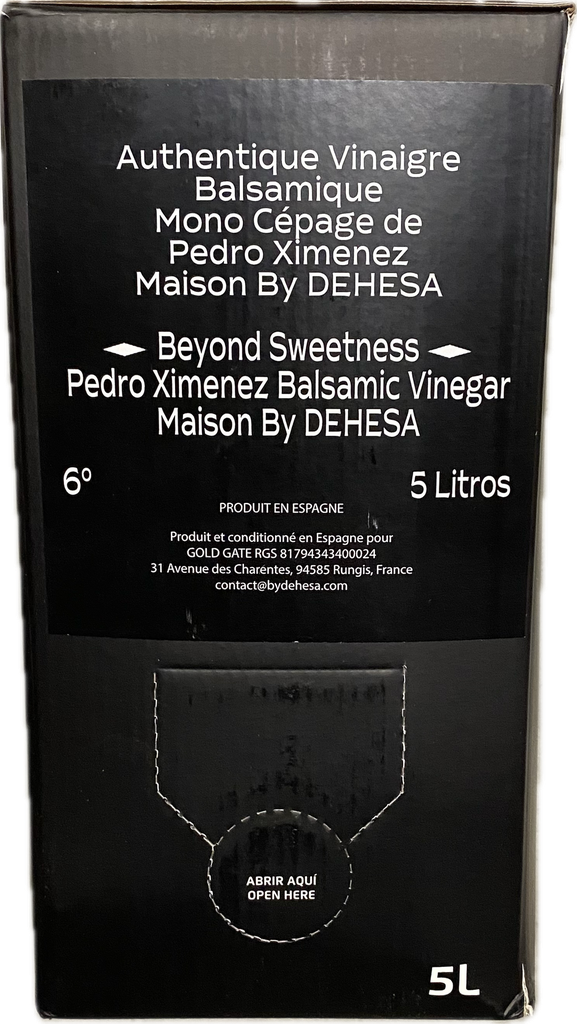 Authentique Vinaigre
Balsamique
Mono Cépage de
Pedro Ximenez
Maison By DEHESA
Beyond Sweetness
Pedro Ximenez Balsamic Vinegar
Maison By DEHESA
6º
5 Litros
PRODUIT EN ESPAGNE
Produit et conditionné en Espagne pour
GOLD GATE RGS 81794343400024
31 Avenue des Charentes, 94585 Rungis, France
contact@bydehesa.com
ABRIR AQUÍ
OPEN HERE
5L